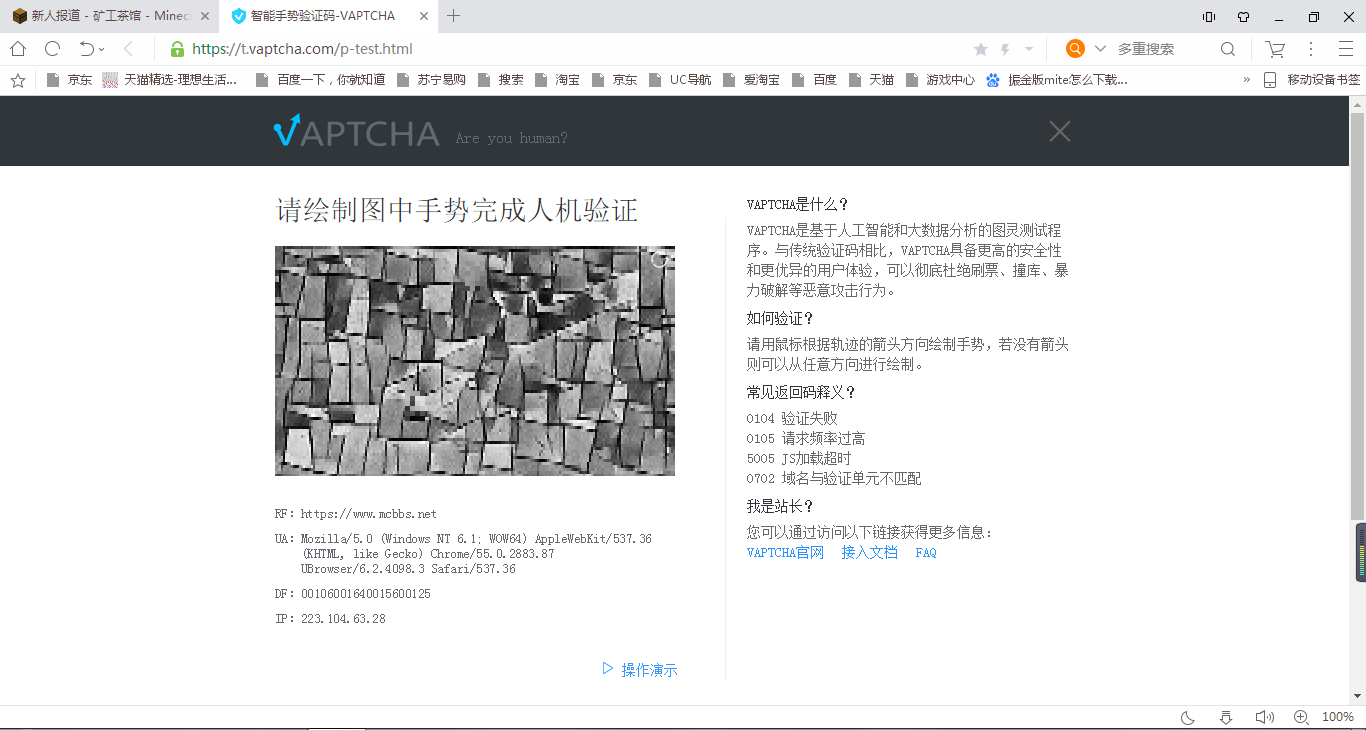 新人报道 - 矿工茶馆 - Minec
智能手势验证码-VAPTCHA
https://t.vaptcha.com/p-test.html
多重搜索
京东
天猫精选-理想生活...
百度一下，你就知道
苏宁易购
搜索
淘宝
京东
UC导航
爱淘宝
百度
天猫
游戏中心
振金版mite怎么下载...
»
移动设备书签
VAPTCHA
Are you human?
请绘制图中手势完成人机验证
RF: https://www.mcbbs.net
UA: Mozilla/5.0 (Windows NT 6.1; WOW64) AppleWebKit/537.36
(KHTML, like Gecko) Chrome/55.0.2883.87
UBrowser/6.2.4098.3 Safari/537.36
DF: 00106001640015600125
IP: 223.104.63.28
操作演示
VAPTCHA是什么？
VAPTCHA是基于人工智能和大数据分析的图灵测试程
序。与传统验证码相比，VAPTCHA具备更高的安全性
和更优异的用户体验，可以彻底杜绝刷票、撞库、暴
力破解等恶意攻击行为。
如何验证？
请用鼠标根据轨迹的箭头方向绘制手势，若没有箭头
则可以从任意方向进行绘制。
常见返回码释义？
0104 验证失败
0105 请求频率过高
5005 JS加载超时
0702 域名与验证单元不匹配
我是站长？
您可以通过访问以下链接获得更多信息：
VAPTCHA官网 接入文档 FAQ
100%